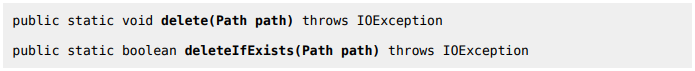 public static void delete(Path path) throws IOException
public static boolean deleteIfExists(Path path) throws IOException